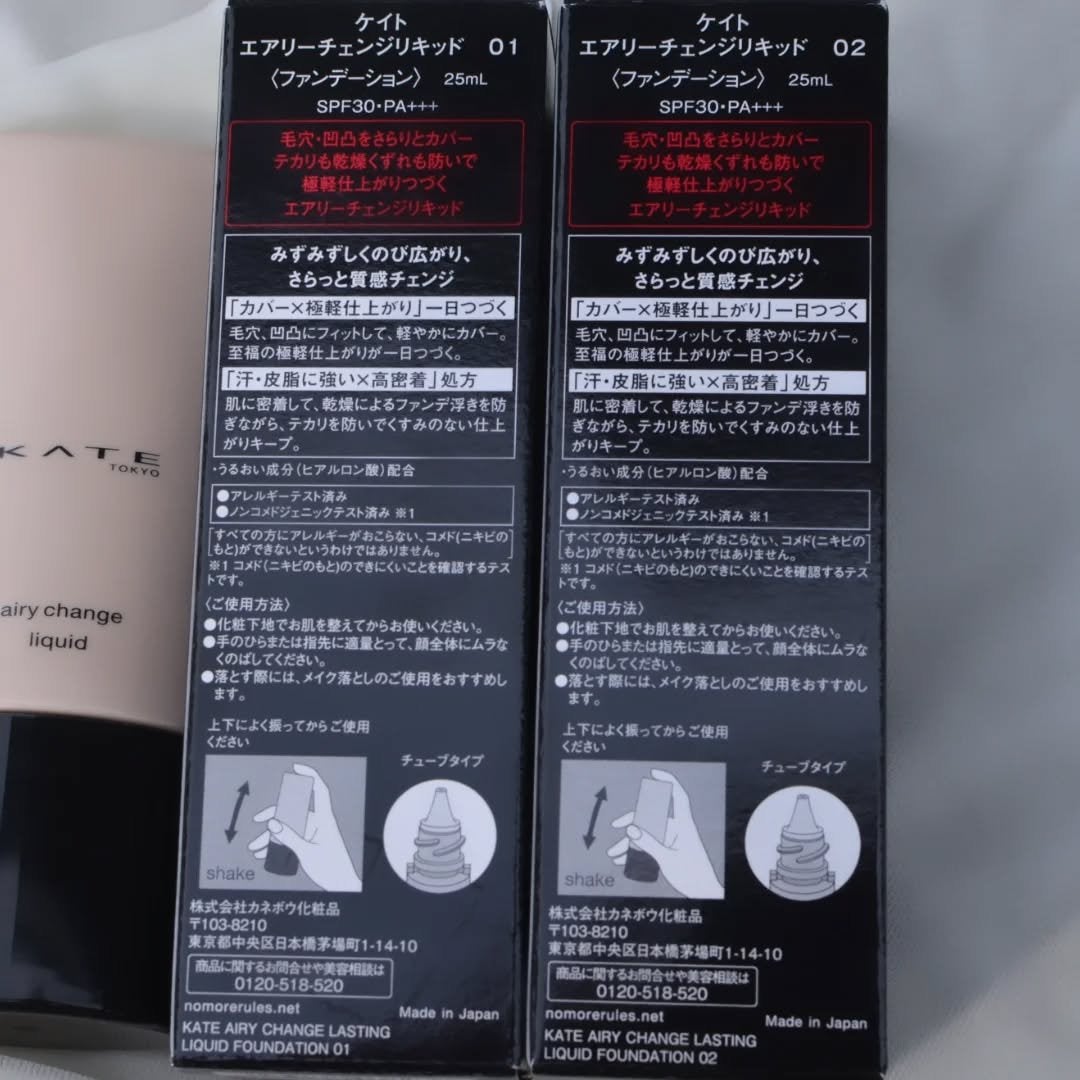 KATE
TOKYO
airy change
liquid
ケイト
エアリーチェンジリキッド 01
〈ファンデーション〉 25mL
SPF30・PA+++
毛穴・凹凸をさらりとカバー
テカリも乾燥くずれも防いで
極軽仕上がりつづく
エアリーチェンジリキッド
みずみずしくのび広がり、
さらっと質感チェンジ
「カバー×極軽仕上がり」一日つづく
毛穴、凹凸にフィットして、軽やかにカバー。
至福の極軽仕上がりが一日つづく。
「汗・皮脂に強い×高密着」処方
肌に密着して、乾燥によるファンデ浮きを防
ぎながら、テカリを防いでくすみのない仕上
がりキープ。
・うるおい成分(ヒアルロン酸)配合
●アレルギーテスト済み
●ノンコメドジェニックテスト済み ※1
すべての方にアレルギーがおこらない、コメド(ニキビの
もと)ができないというわけではありません。
※1 コメド(ニキビのもと)のできにくいことを確認するテス
トです。
〈ご使用方法〉
●化粧下地でお肌を整えてからお使いください。
●手のひらまたは指先に適量とって、顔全体にムラな
くのばしてください。
●落とす際には、メイク落としのご使用をおすすめし
ます。
上下によく振ってからご使用
ください
チューブタイプ
shake
株式会社カネボウ化粧品
〒103-8210
東京都中央区日本橋茅場町1-14-10
商品に関するお問合せや美容相談は
0120-518-520
nomorerules.net
Made in Japan
KATE AIRY CHANGE LASTING
LIQUID FOUNDATION 01
ケイト
エアリーチェンジリキッド 02
〈ファンデーション〉 25mL
SPF30・PA+++
毛穴・凹凸をさらりとカバー
テカリも乾燥くずれも防いで
極軽仕上がりつづく
エアリーチェンジリキッド
みずみずしくのび広がり、
さらっと質感チェンジ
「カバー×極軽仕上がり」一日つづく
毛穴、凹凸にフィットして、軽やかにカバー。
至福の極軽仕上がりが一日つづく。
「汗・皮脂に強い×高密着」処方
肌に密着して、乾燥によるファンデ浮きを防
ぎながら、テカリを防いでくすみのない仕上
がりキープ。
・うるおい成分(ヒアルロン酸)配合
●アレルギーテスト済み
●ノンコメドジェニックテスト済み ※1
すべての方にアレルギーがおこらない、コメド(ニキビの
もと)ができないというわけではありません。
※1 コメド(ニキビのもと)のできにくいことを確認するテス
トです。
〈ご使用方法〉
●化粧下地でお肌を整えてからお使いください。
●手のひらまたは指先に適量とって、顔全体にムラな
くのばしてください。
●落とす際には、メイク落としのご使用をおすすめし
ます。
上下によく振ってからご使用
ください
チューブタイプ
shake
株式会社カネボウ化粧品
〒103-8210
東京都中央区日本橋茅場町1-14-10
商品に関するお問合せや美容相談は
0120-518-520
nomorerules.net
Made in Japan
KATE AIRY CHANGE LASTING
LIQUID FOUNDATION 02